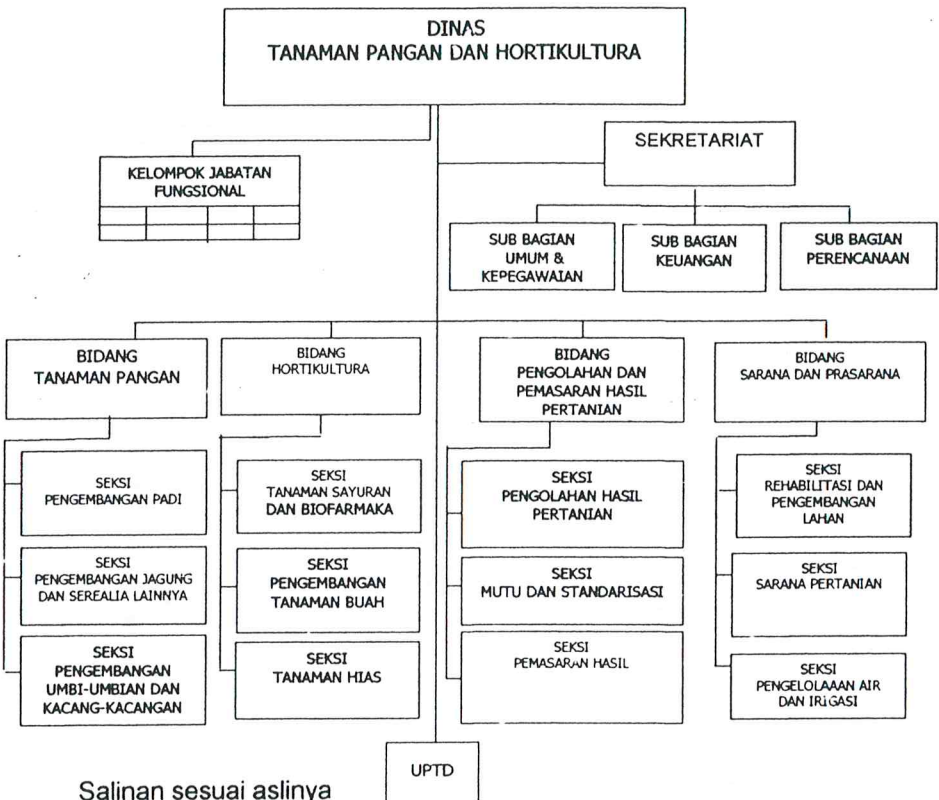 DINAS
TANAMAN PANGAN DAN HORTIKULTURA
SEKRETARIAT
KELOMPOK JABATAN
FUNGSIONAL
SUB BAGIAN
UMUM &
KEPEGAWAIAN
SUB BAGIAN
KEUANGAN
SUB BAGIAN
PERENCANAAN
BIDANG
TANAMAN PANGAN
BIDANG
HORTIKULTURA
BIDANG
PENGOLAHAN DAN
PEMASARAN HASIL
PERTANIAN
BIDANG
SARANA DAN PRASARANA
SEKSI
PENGEMBANGAN PADI
SEKSI
PENGEMBANGAN JAGUNG
DAN SEREALIA LAINNYA
SEKSI
PENGEMBANGAN
UMBI-UMBIAN DAN
KACANG-KACANGAN
SEKSI
TANAMAN SAYURAN
DAN BIOFARMAKA
SEKSI
PENGEMBANGAN
TANAMAN BUAH
SEKSI
TANAMAN HIAS
SEKSI
PENGOLAHAN HASIL
PERTANIAN
SEKSI
MUTU DAN STANDARISASI
SEKSI
PEMASARAN HASIL
SEKSI
REHABILITASI DAN
PENGEMBANGAN
LAHAN
SEKSI
SARANA PERTANIAN
SEKSI
PENGELOLAAAN AIR
DAN IRIGASI
UPTD
Salinan sesuai aslinya